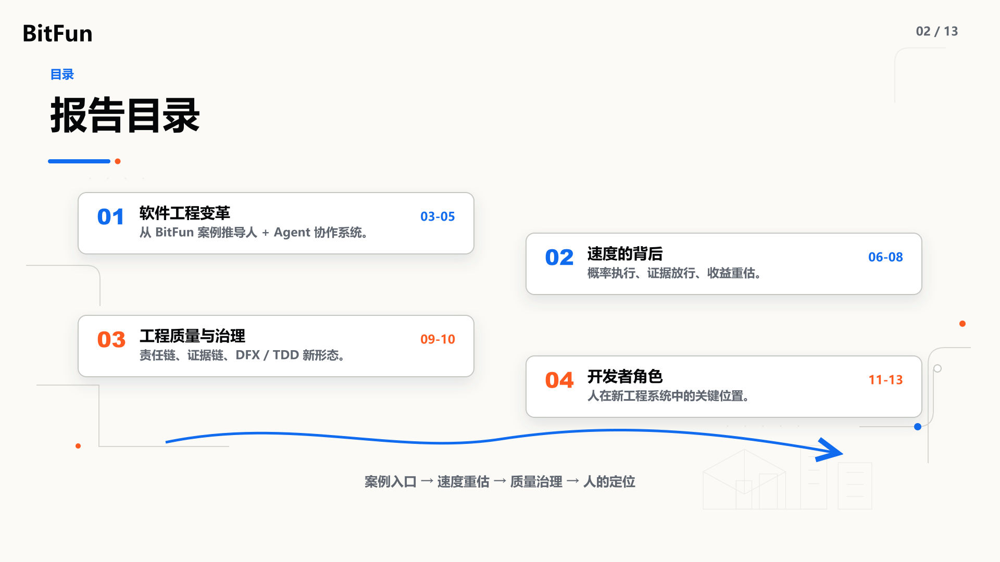 BitFun
02 / 13
目录
报告目录
01
软件工程变革
03-05
从 BitFun 案例推导人 + Agent 协作系统。
02
速度的背后
06-08
概率执行、证据放行、收益重估。
03
工程质量与治理
09-10
责任链、证据链、DFX / TDD 新形态。
04
开发者角色
11-13
人在新工程系统中的关键位置。
案例入口 → 速度重估 → 质量治理 → 人的定位